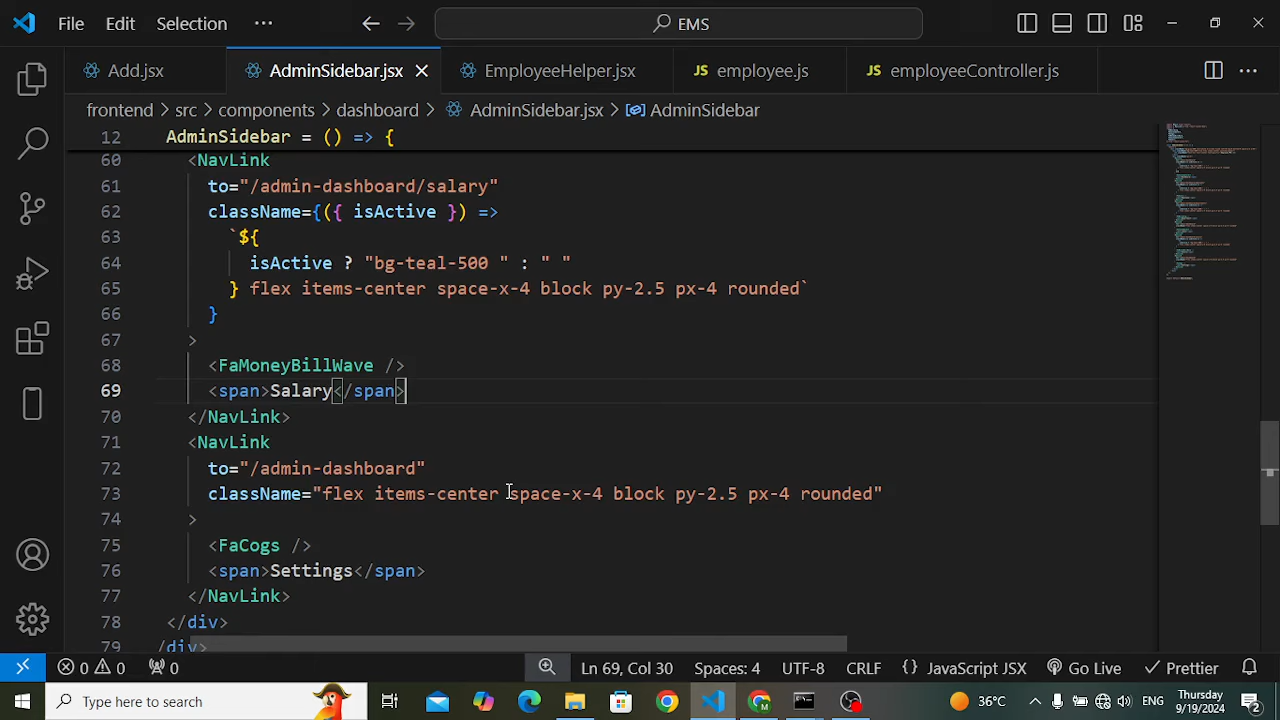 File Edit Selection ··· EMS
Add.jsx AdminSidebar.jsx EmployeeHelper.jsx JS employee.js JS employeeController.js ···
frontend > src > components > dashboard > AdminSidebar.jsx > AdminSidebar
12 AdminSidebar = () => {
60 <NavLink
61 to="/admin-dashboard/salary"
62 className={({ isActive }) =>
63 `${
64 isActive ? "bg-teal-500 " : " "
65 } flex items-center space-x-4 block py-2.5 px-4 rounded`
66 }
67 >
68 <FaMoneyBillWave />
69 <span>Salary</span>
70 </NavLink>
71 <NavLink
72 to="/admin-dashboard"
73 className="flex items-center space-x-4 block py-2.5 px-4 rounded"
74 >
75 <FaCogs />
76 <span>Settings</span>
77 </NavLink>
78 </div>
79 /div>
0 0 0 Ln 69, Col 30 Spaces: 4 UTF-8 CRLF {} JavaScript JSX Go Live Prettier
Type here to search 36°C ENG Thursday 9/19/2024 2